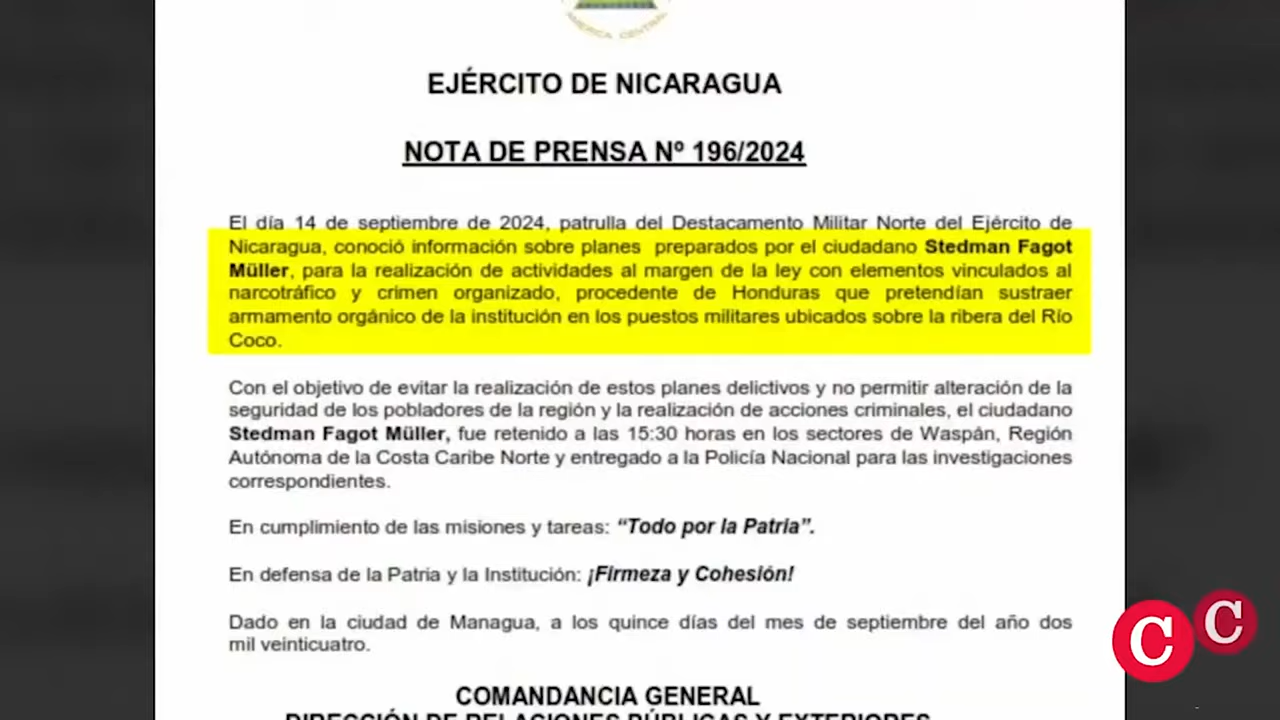 AMERICA CENTRAL
EJÉRCITO DE NICARAGUA
NOTA DE PRENSA Nº 196/2024
El día 14 de septiembre de 2024, patrulla del Destacamento Militar Norte del Ejército de
Nicaragua, conoció información sobre planes preparados por el ciudadano Stedman Fagot
Müller, para la realización de actividades al margen de la ley con elementos vinculados al
narcotráfico y crimen organizado, procedente de Honduras que pretendían sustraer
armamento orgánico de la institución en los puestos militares ubicados sobre la ribera del Río
Coco.
Con el objetivo de evitar la realización de estos planes delictivos y no permitir alteración de la
seguridad de los pobladores de la región y la realización de acciones criminales, el ciudadano
Stedman Fagot Müller, fue retenido a las 15:30 horas en los sectores de Waspán, Región
Autónoma de la Costa Caribe Norte y entregado a la Policía Nacional para las investigaciones
correspondientes.
En cumplimiento de las misiones y tareas: “Todo por la Patria”.
En defensa de la Patria y la Institución: ¡Firmeza y Cohesión!
Dado en la ciudad de Managua, a los quince días del mes de septiembre del año dos
mil veinticuatro.
COMANDANCIA GENERAL
DIRECCIÓN DE RELACIONES PÚBLICAS Y EXTERIORES
C C